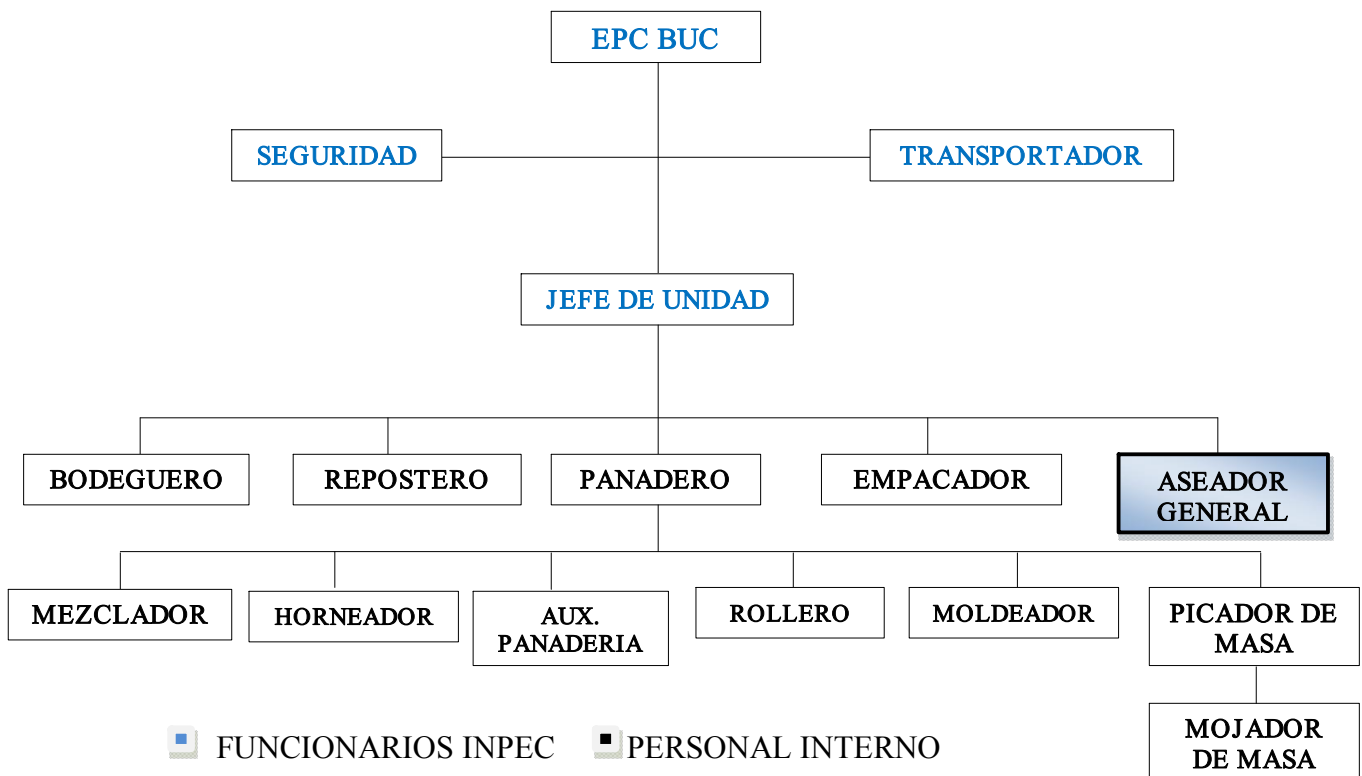 EPC BUC
SEGURIDAD
TRANSPORTADOR
JEFE DE UNIDAD
BODEGUERO
REPOSTERO
PANADERO
EMPACADOR
ASEADOR
GENERAL
MEZCLADOR
HORNEADOR
AUX.
PANADERIA
ROLLERO
MOLDEADOR
PICADOR DE
MASA
MOJADOR
DE MASA
FUNCIONARIOS INPEC
PERSONAL INTERNO